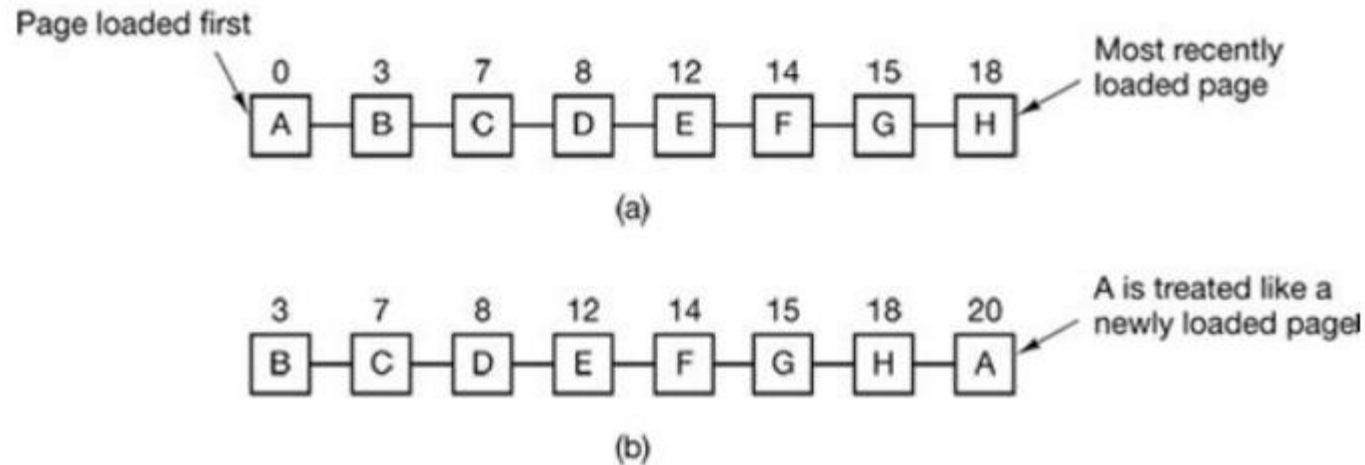 Page loaded first
Most recently
loaded page
0 3 7 8 12 14 15 18
A B C D E F G H
(a)
A is treated like a
newly loaded pagel
3 7 8 12 14 15 18 20
B C D E F G H A
(b)